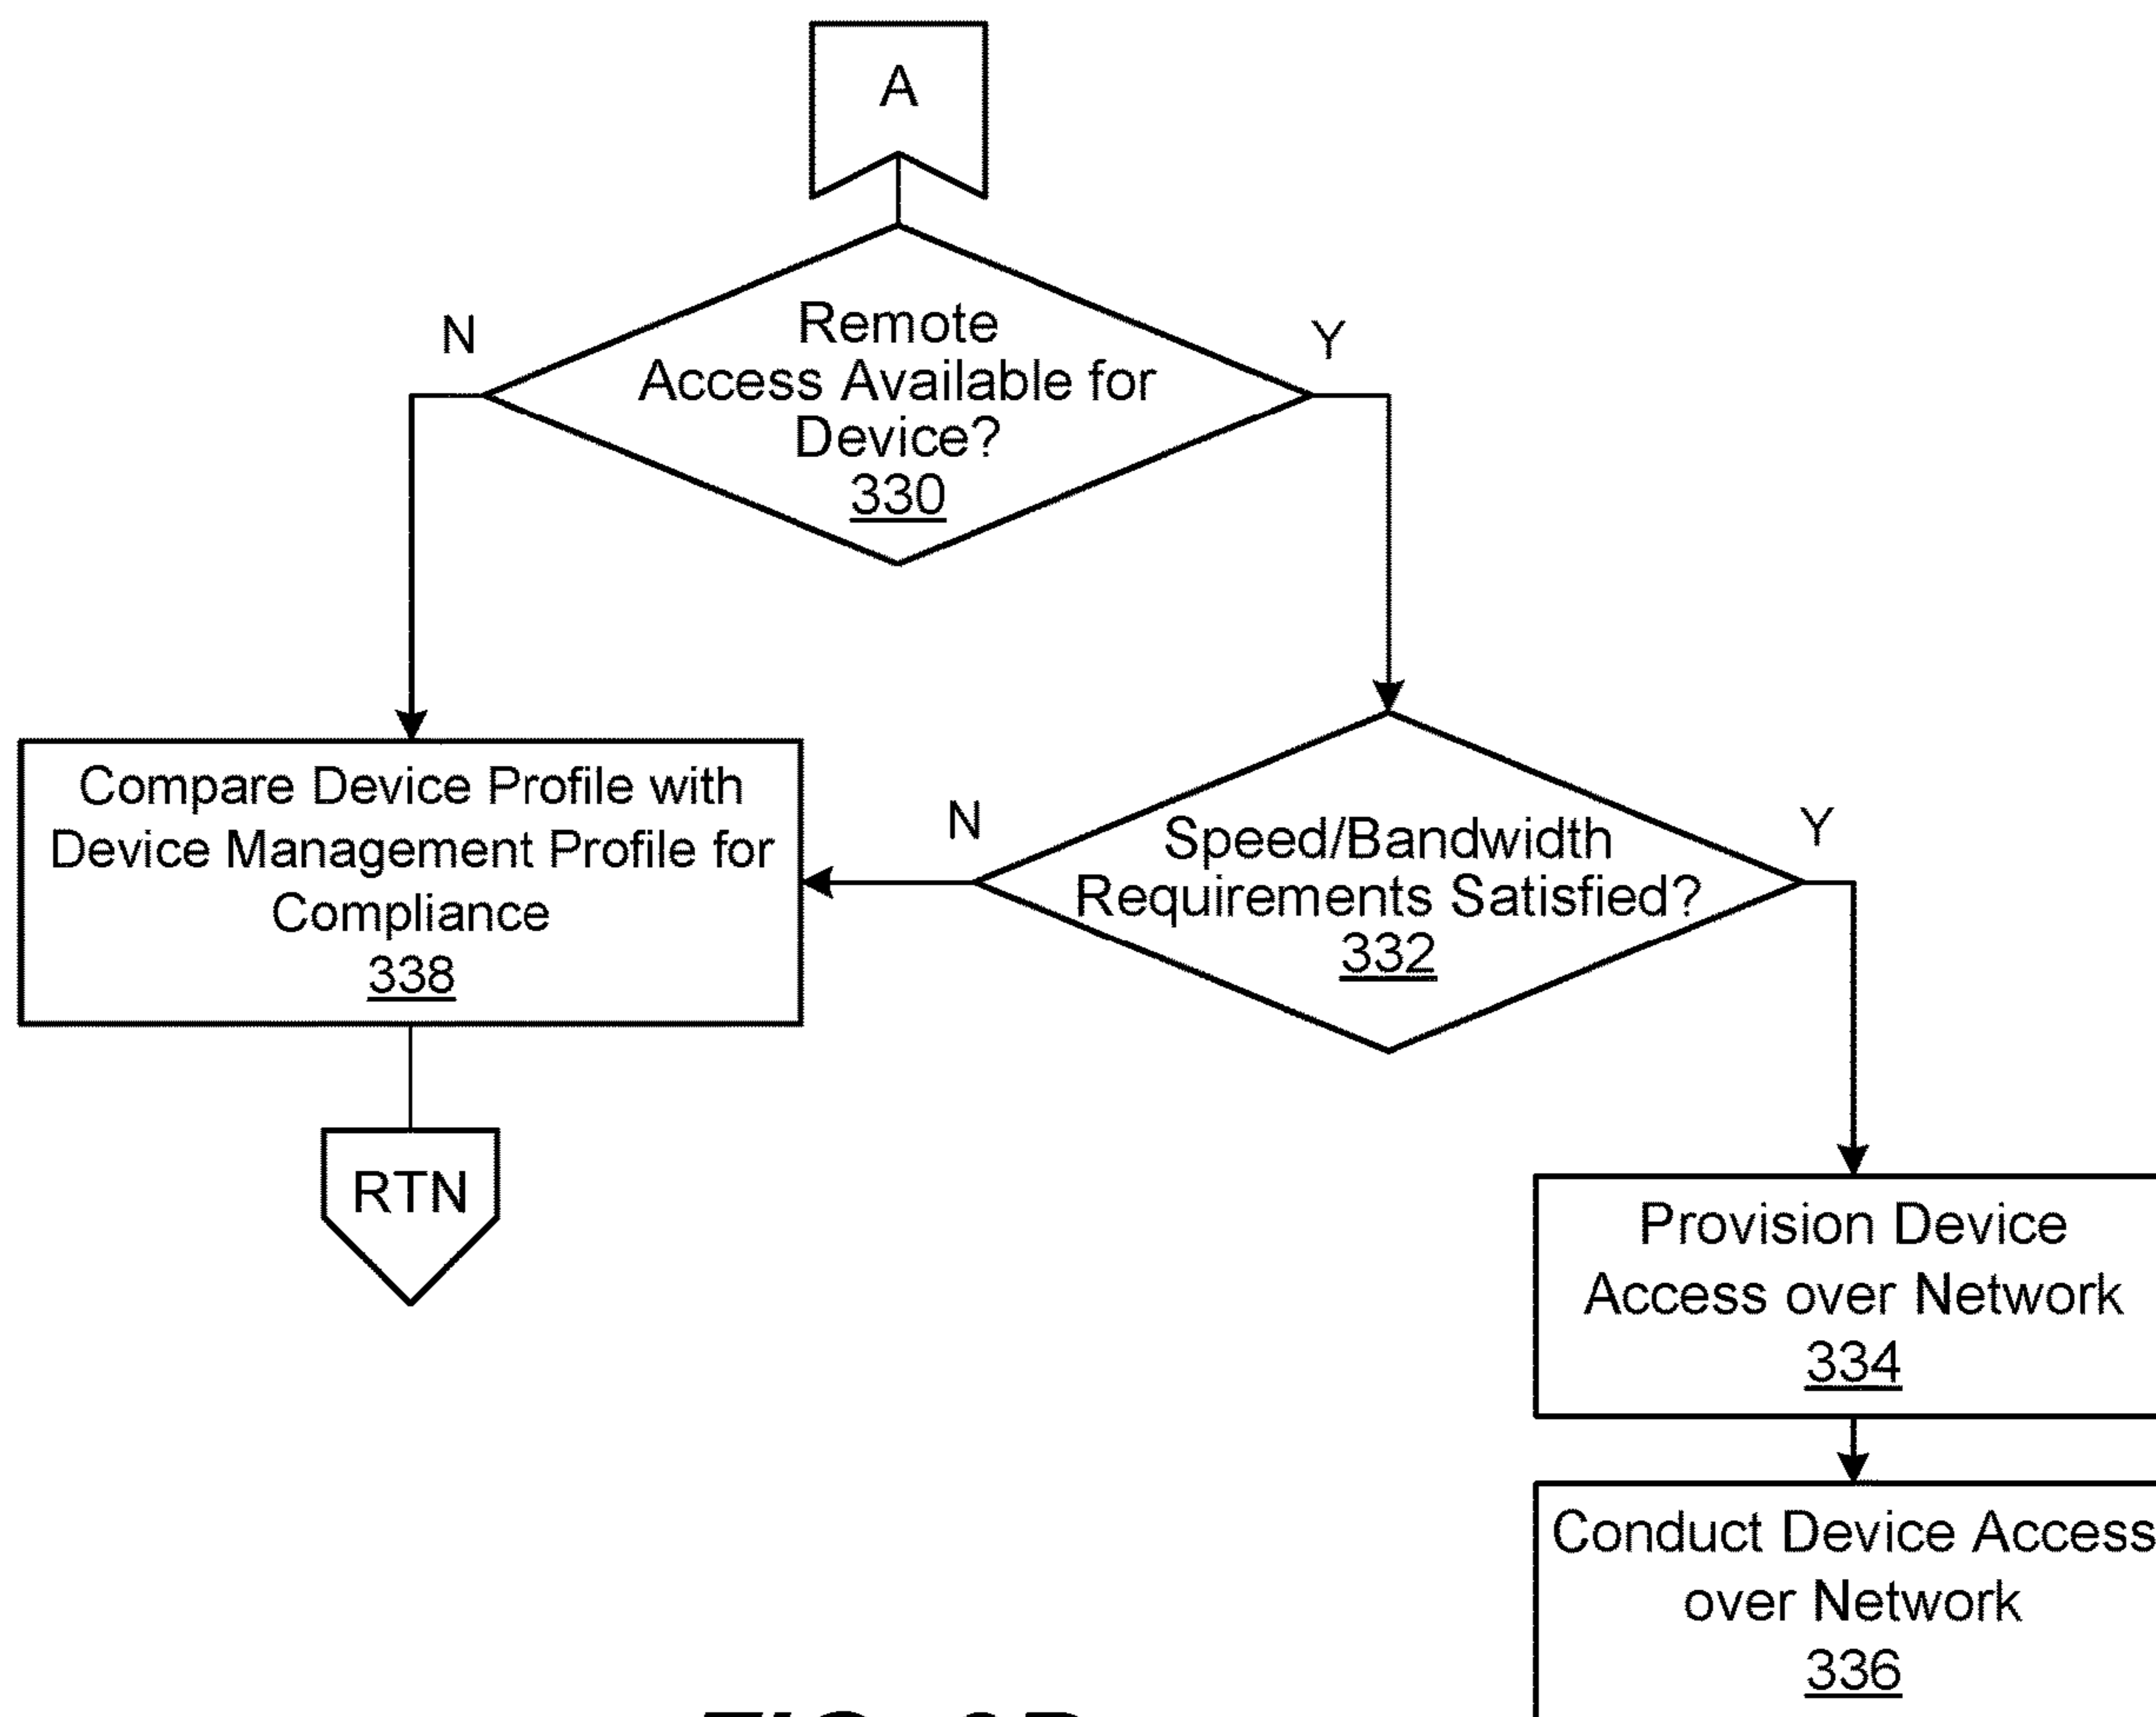 A
Remote
Access Available for
Device?
330
N
Y
Compare Device Profile with
Device Management Profile for
Compliance
338
N
Speed/Bandwidth
Requirements Satisfied?
332
Y
RTN
Provision Device
Access over Network
334
Conduct Device Access
over Network
336